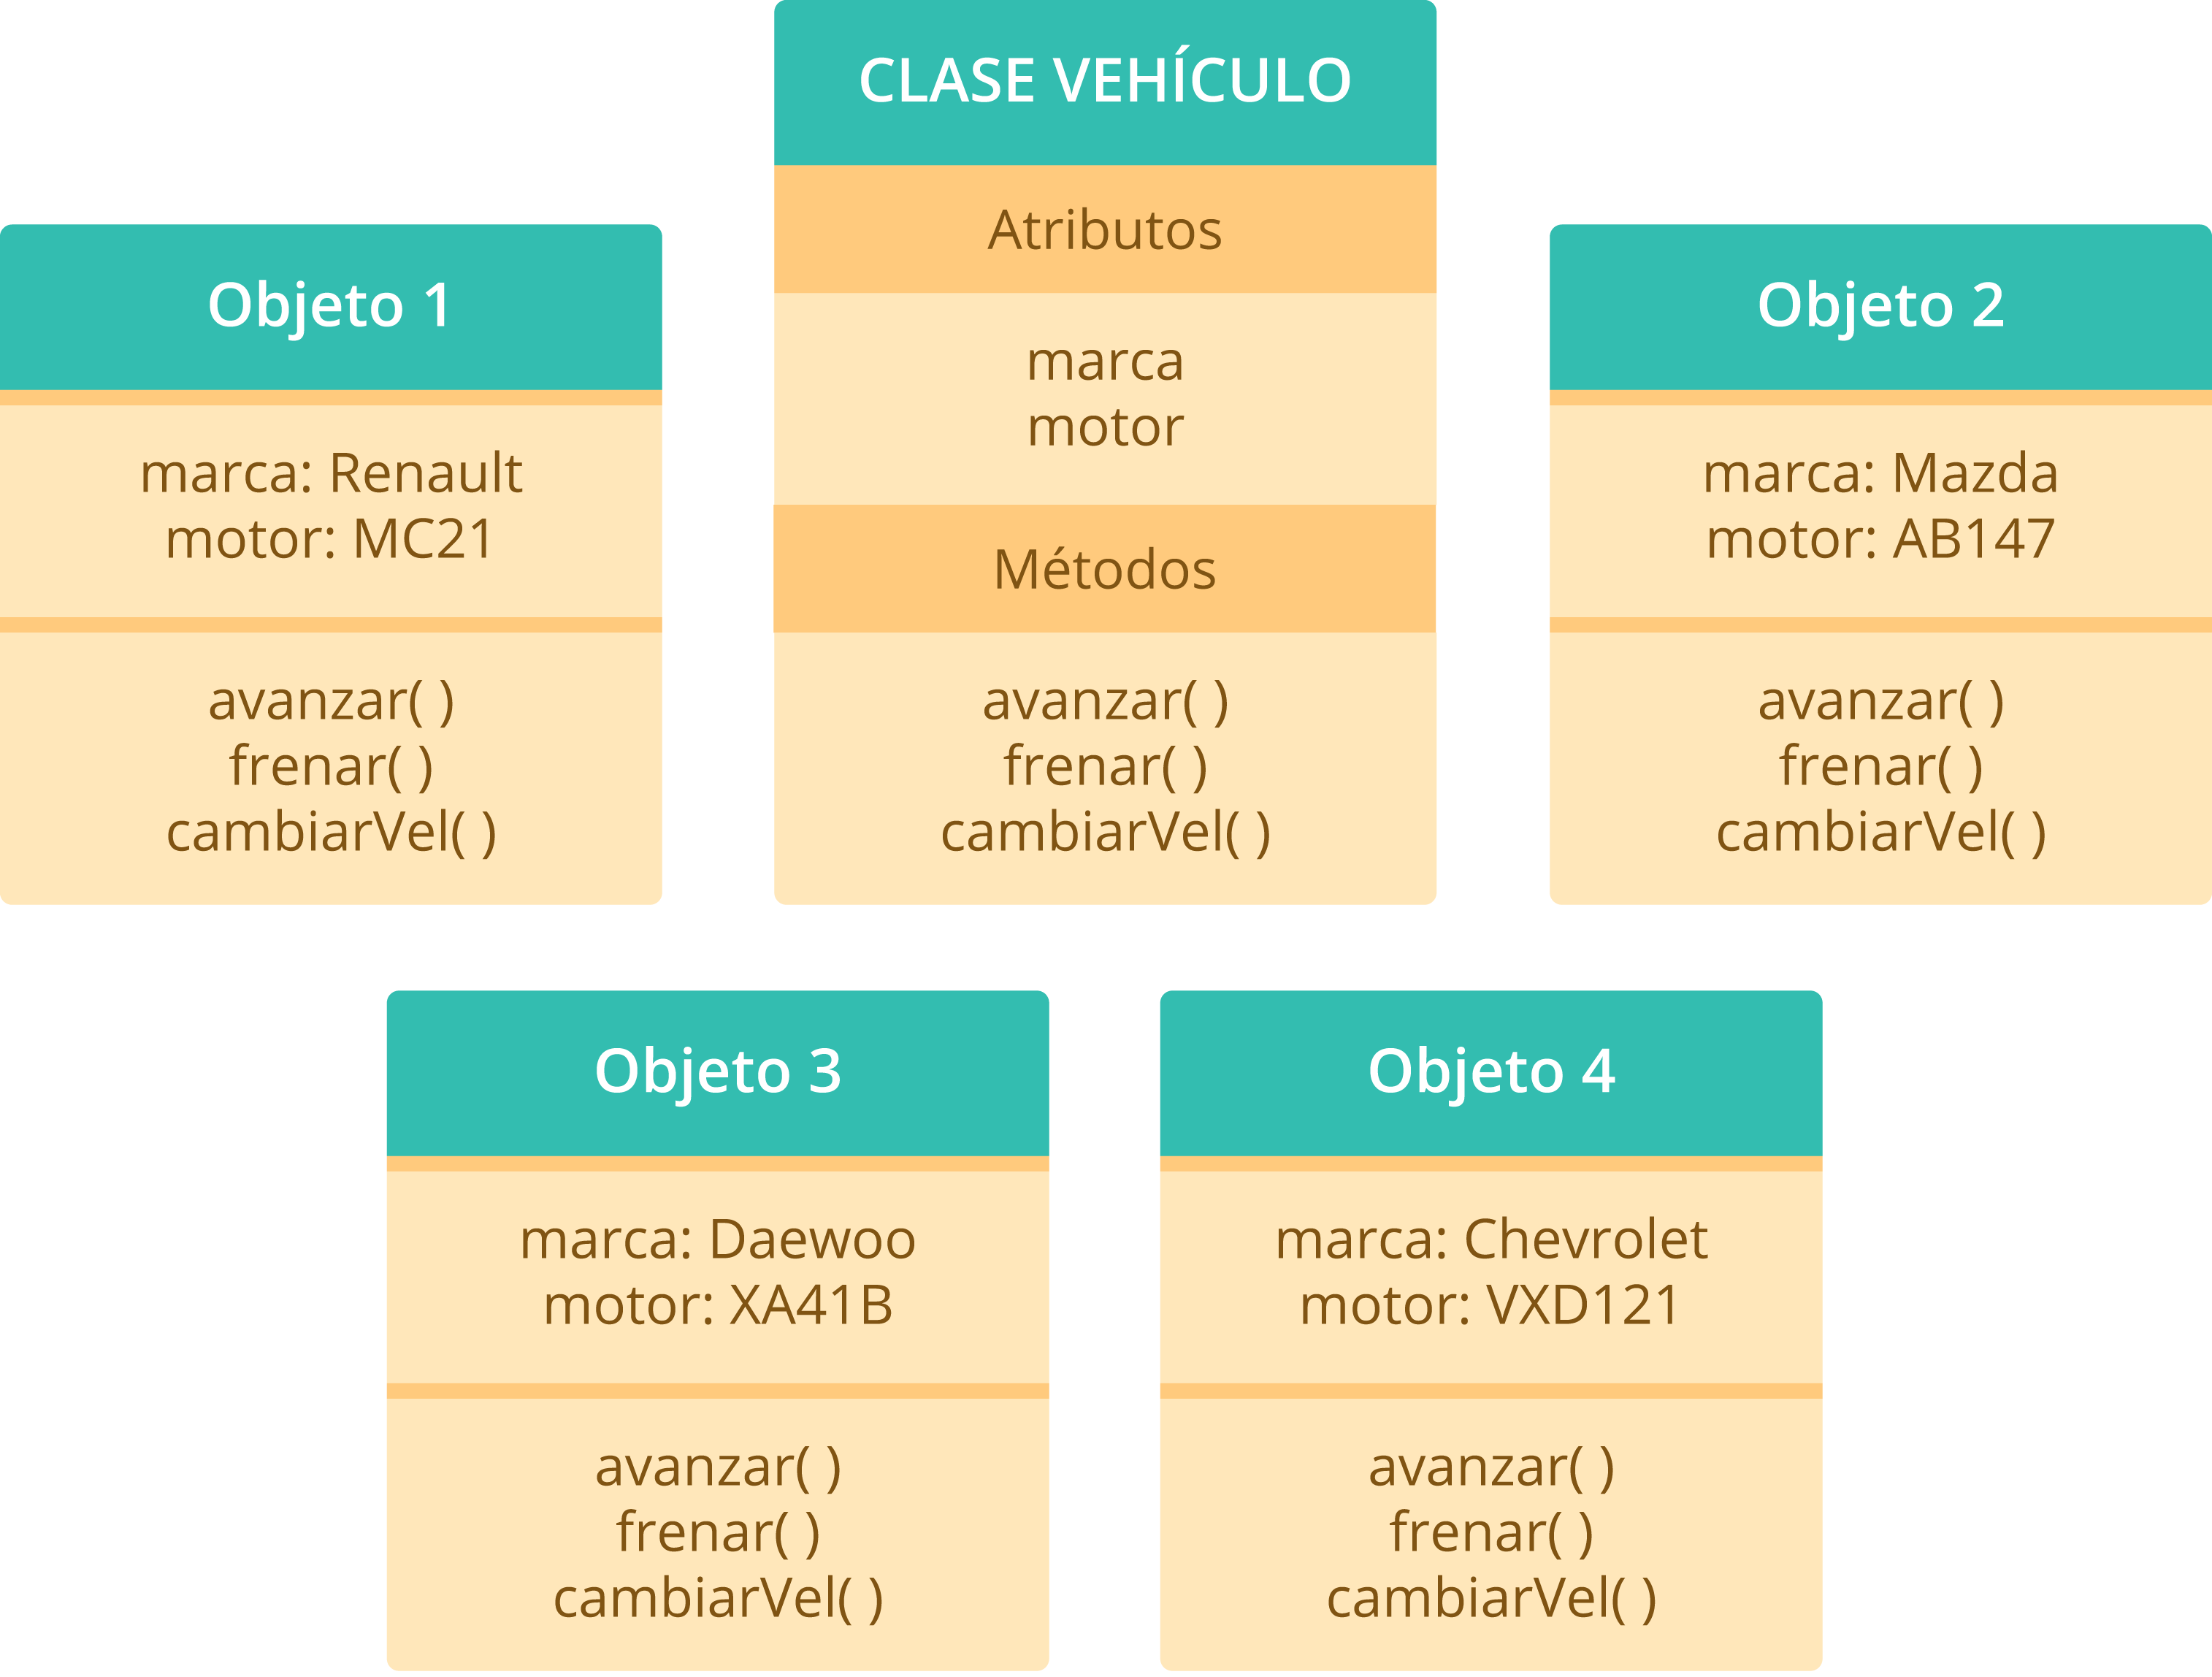 CLASE VEHÍCULO
Atributos
marca
motor
Métodos
avanzar( )
frenar( )
cambiarVel( )
Objeto 1
marca: Renault
motor: MC21
avanzar( )
frenar( )
cambiarVel( )
Objeto 2
marca: Mazda
motor: AB147
avanzar( )
frenar( )
cambiarVel( )
Objeto 3
marca: Daewoo
motor: XA41B
avanzar( )
frenar( )
cambiarVel( )
Objeto 4
marca: Chevrolet
motor: VXD121
avanzar( )
frenar( )
cambiarVel( )